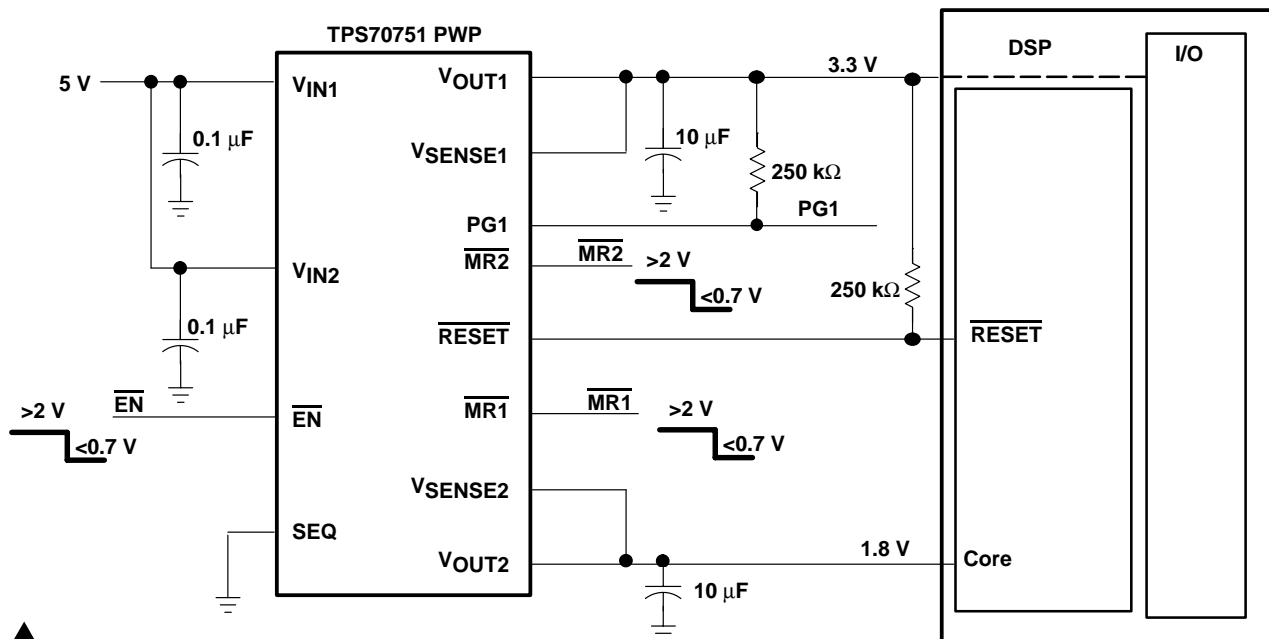 TPS70751 PWP
DSP
I/O
5 V
VIN1
VOUT1
3.3 V
0.1 μF
VSENSE1
10 μF
250 kΩ
PG1
PG1
MR2
MR2
>2 V
<0.7 V
VIN2
250 kΩ
0.1 μF
RESET
RESET
>2 V
<0.7 V
EN
EN
MR1
MR1
>2 V
<0.7 V
VSENSE2
SEQ
VOUT2
1.8 V
Core
10 μF